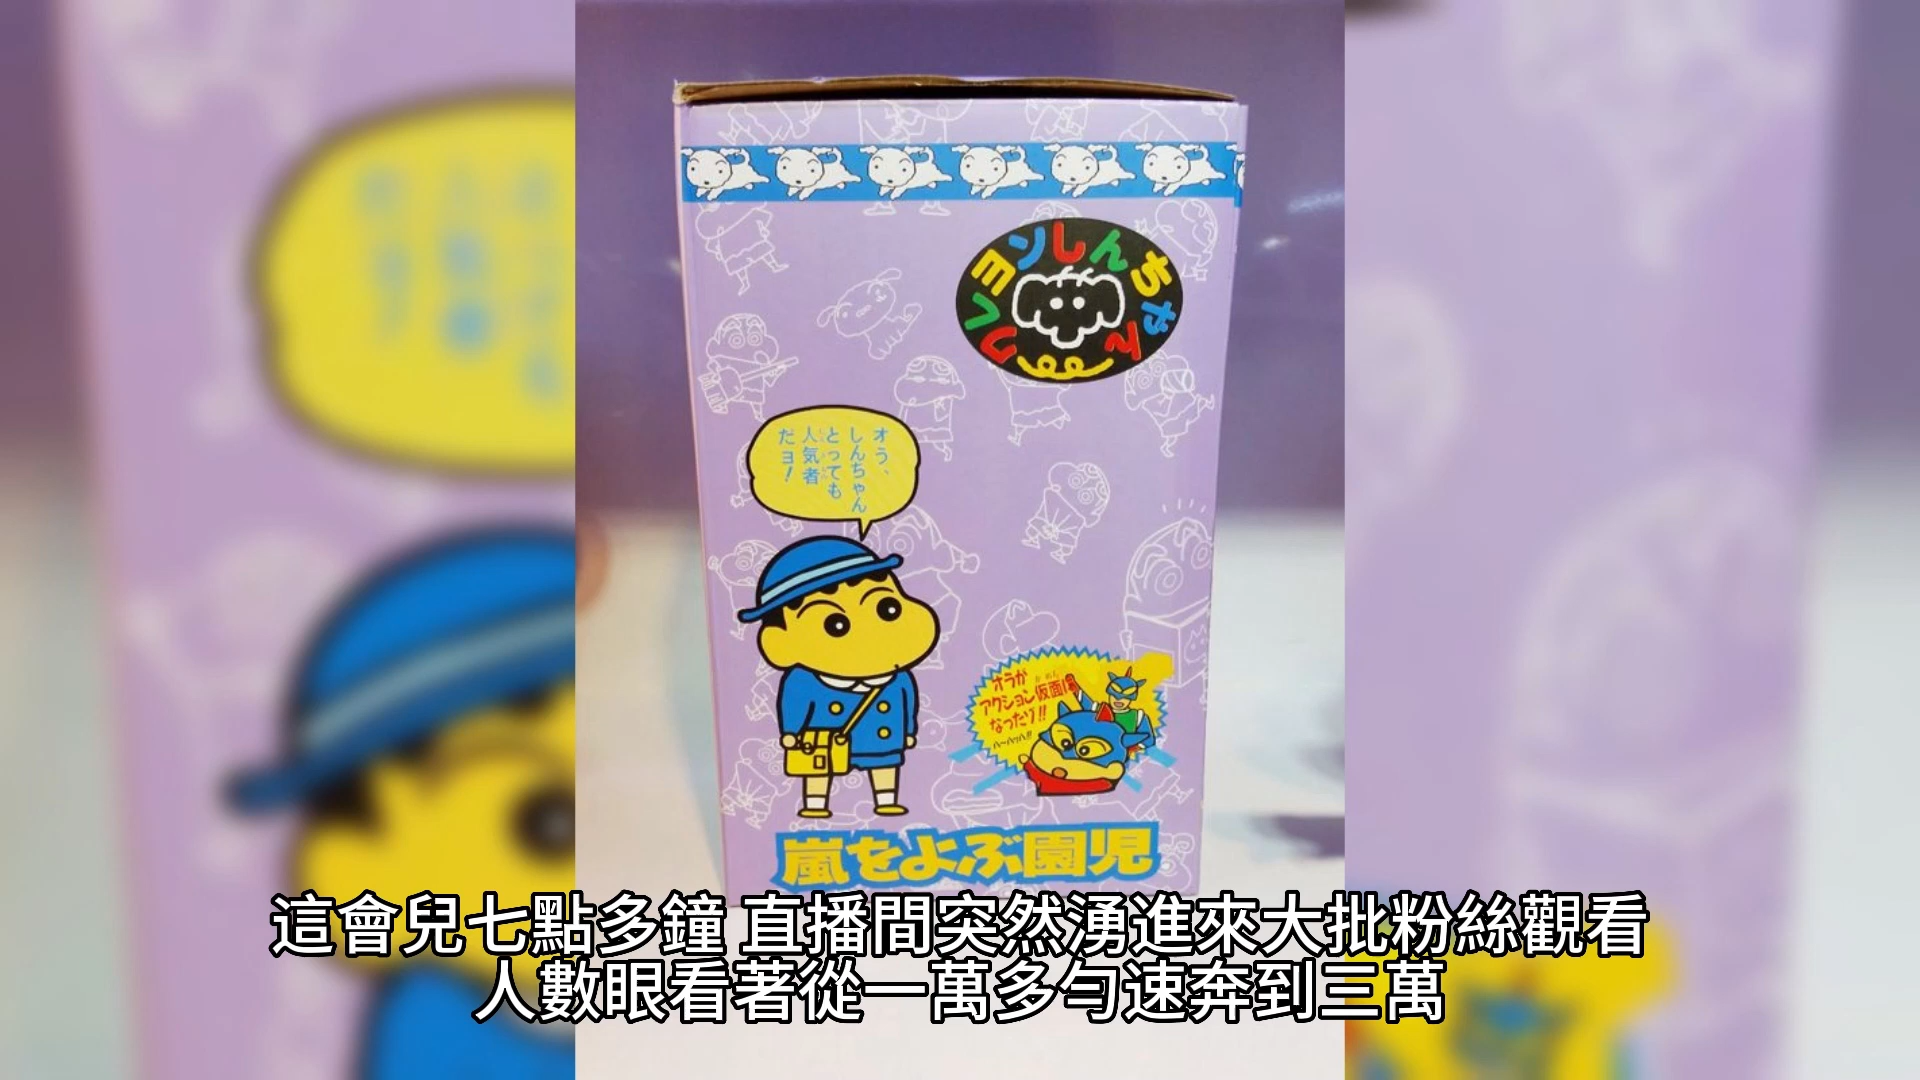 クレヨンしんちゃん
オラ、
しんちゃん
とっても
人気者
だヨ!
オラが
アクション仮面に
なったゾ!!
ハ〜ハッハ!!
嵐をよぶ園児
這會兒七點多鐘 直播間突然湧進來大批粉絲觀看
人數眼看著從一萬多勻速奔到三萬